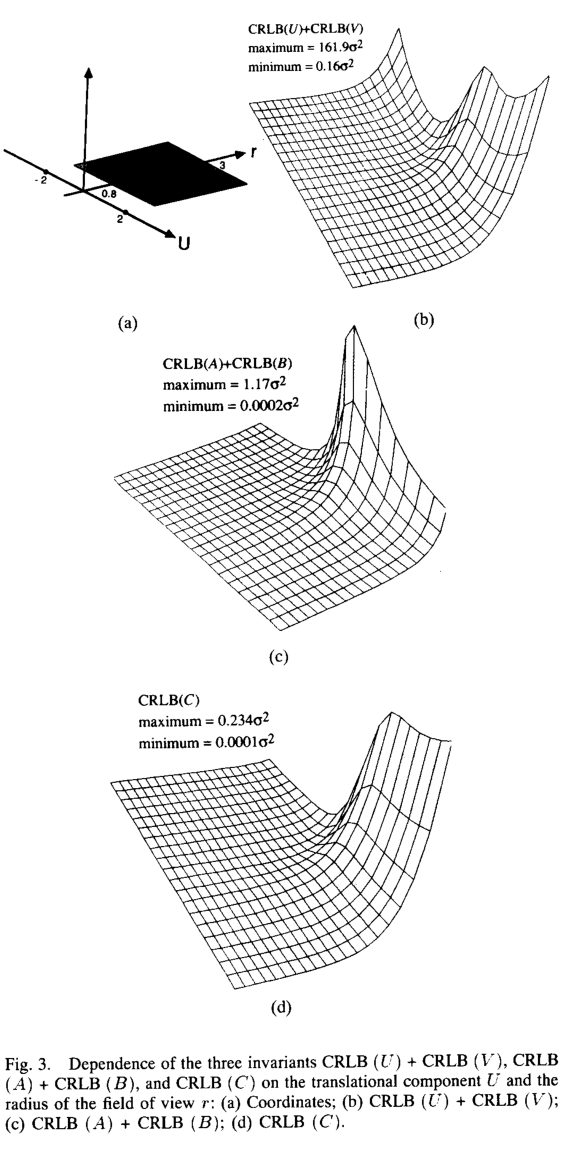 CRLB(U)+CRLB(V)
maximum = 161.9σ2
minimum = 0.16σ2
r
3
-2
0.8
2
U
(a)
(b)
CRLB(A)+CRLB(B)
maximum = 1.17σ2
minimum = 0.0002σ2
(c)
CRLB(C)
maximum = 0.234σ2
minimum = 0.0001σ2
(d)
Fig. 3. Dependence of the three invariants CRLB (U) + CRLB (V), CRLB
(A) + CRLB (B), and CRLB (C) on the translational component U and the
radius of the field of view r: (a) Coordinates; (b) CRLB (U) + CRLB (V);
(c) CRLB (A) + CRLB (B); (d) CRLB (C).